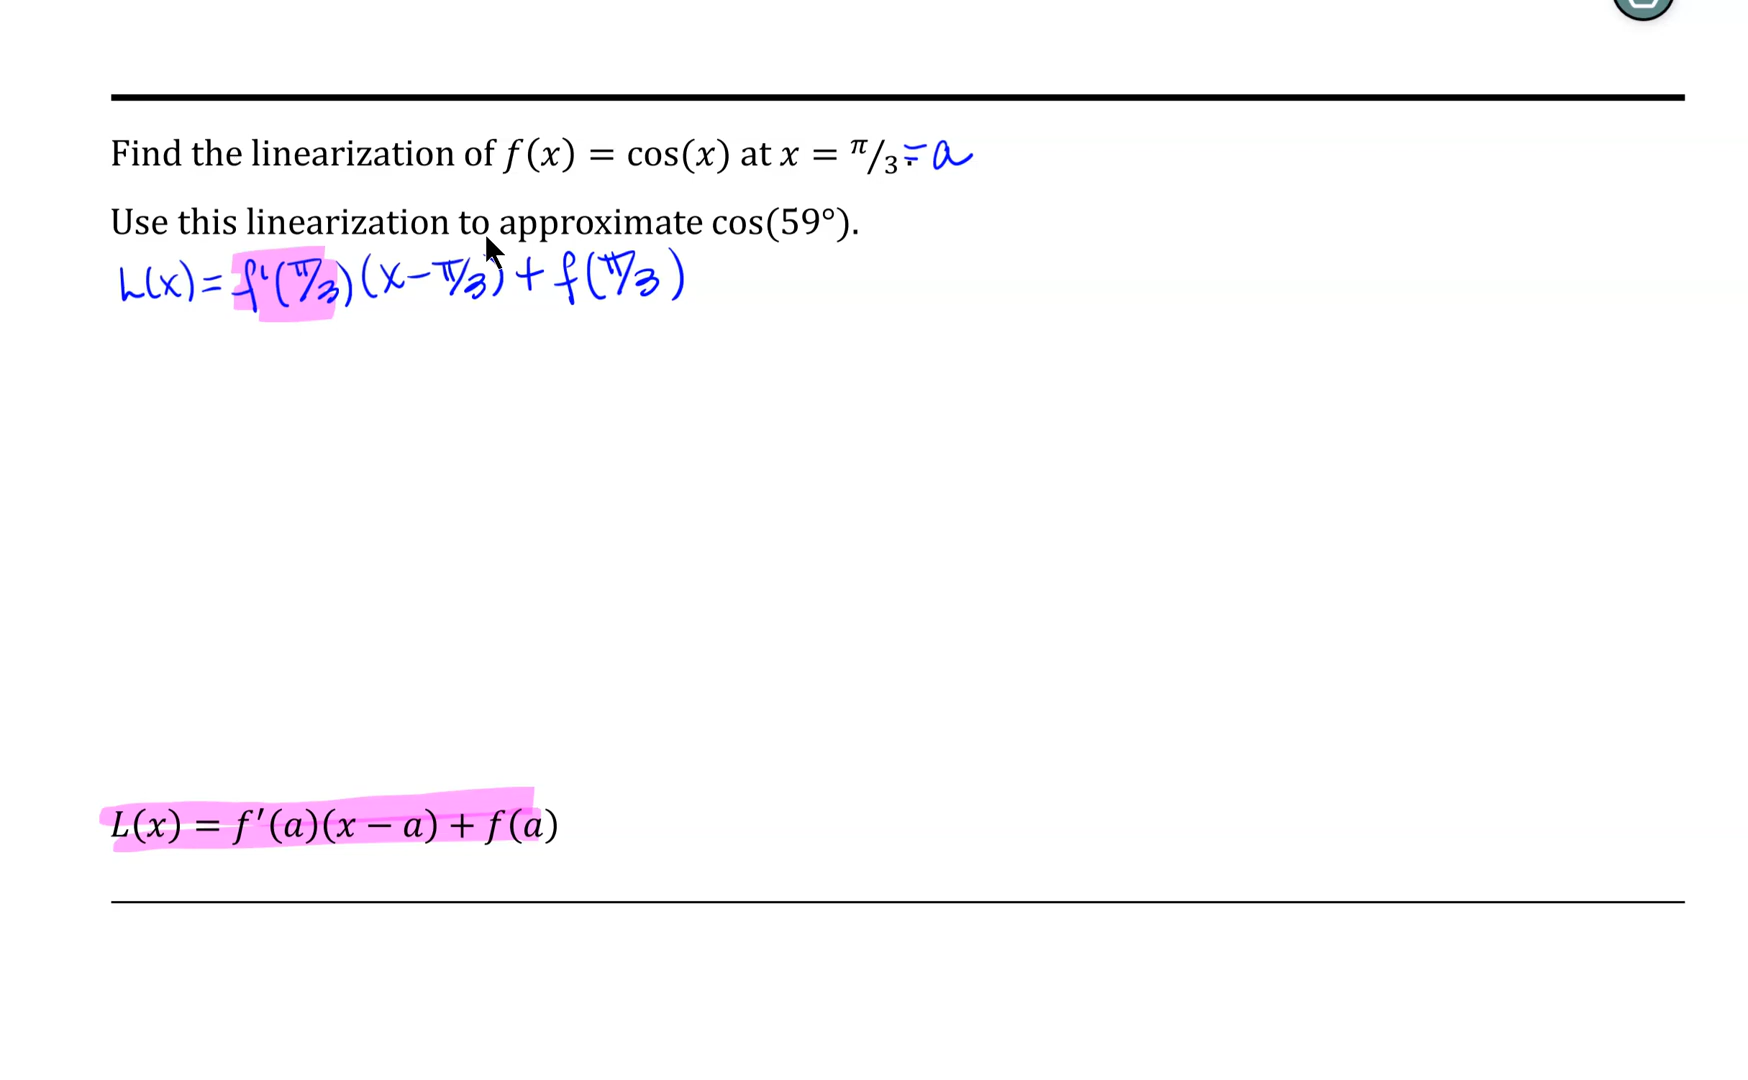 Find the linearization of f(x) = cos(x) at x = π/3. = a
Use this linearization to approximate cos(59°).
L(x) = f'(π/3)(x − π/3) + f(π/3)
L(x) = f′(a)(x − a) + f(a)